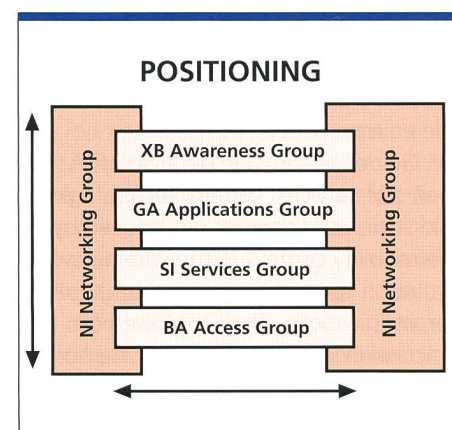 POSITIONING
NI Networking Group
XB Awareness Group
GA Applications Group
SI Services Group
BA Access Group
NI Networking Group